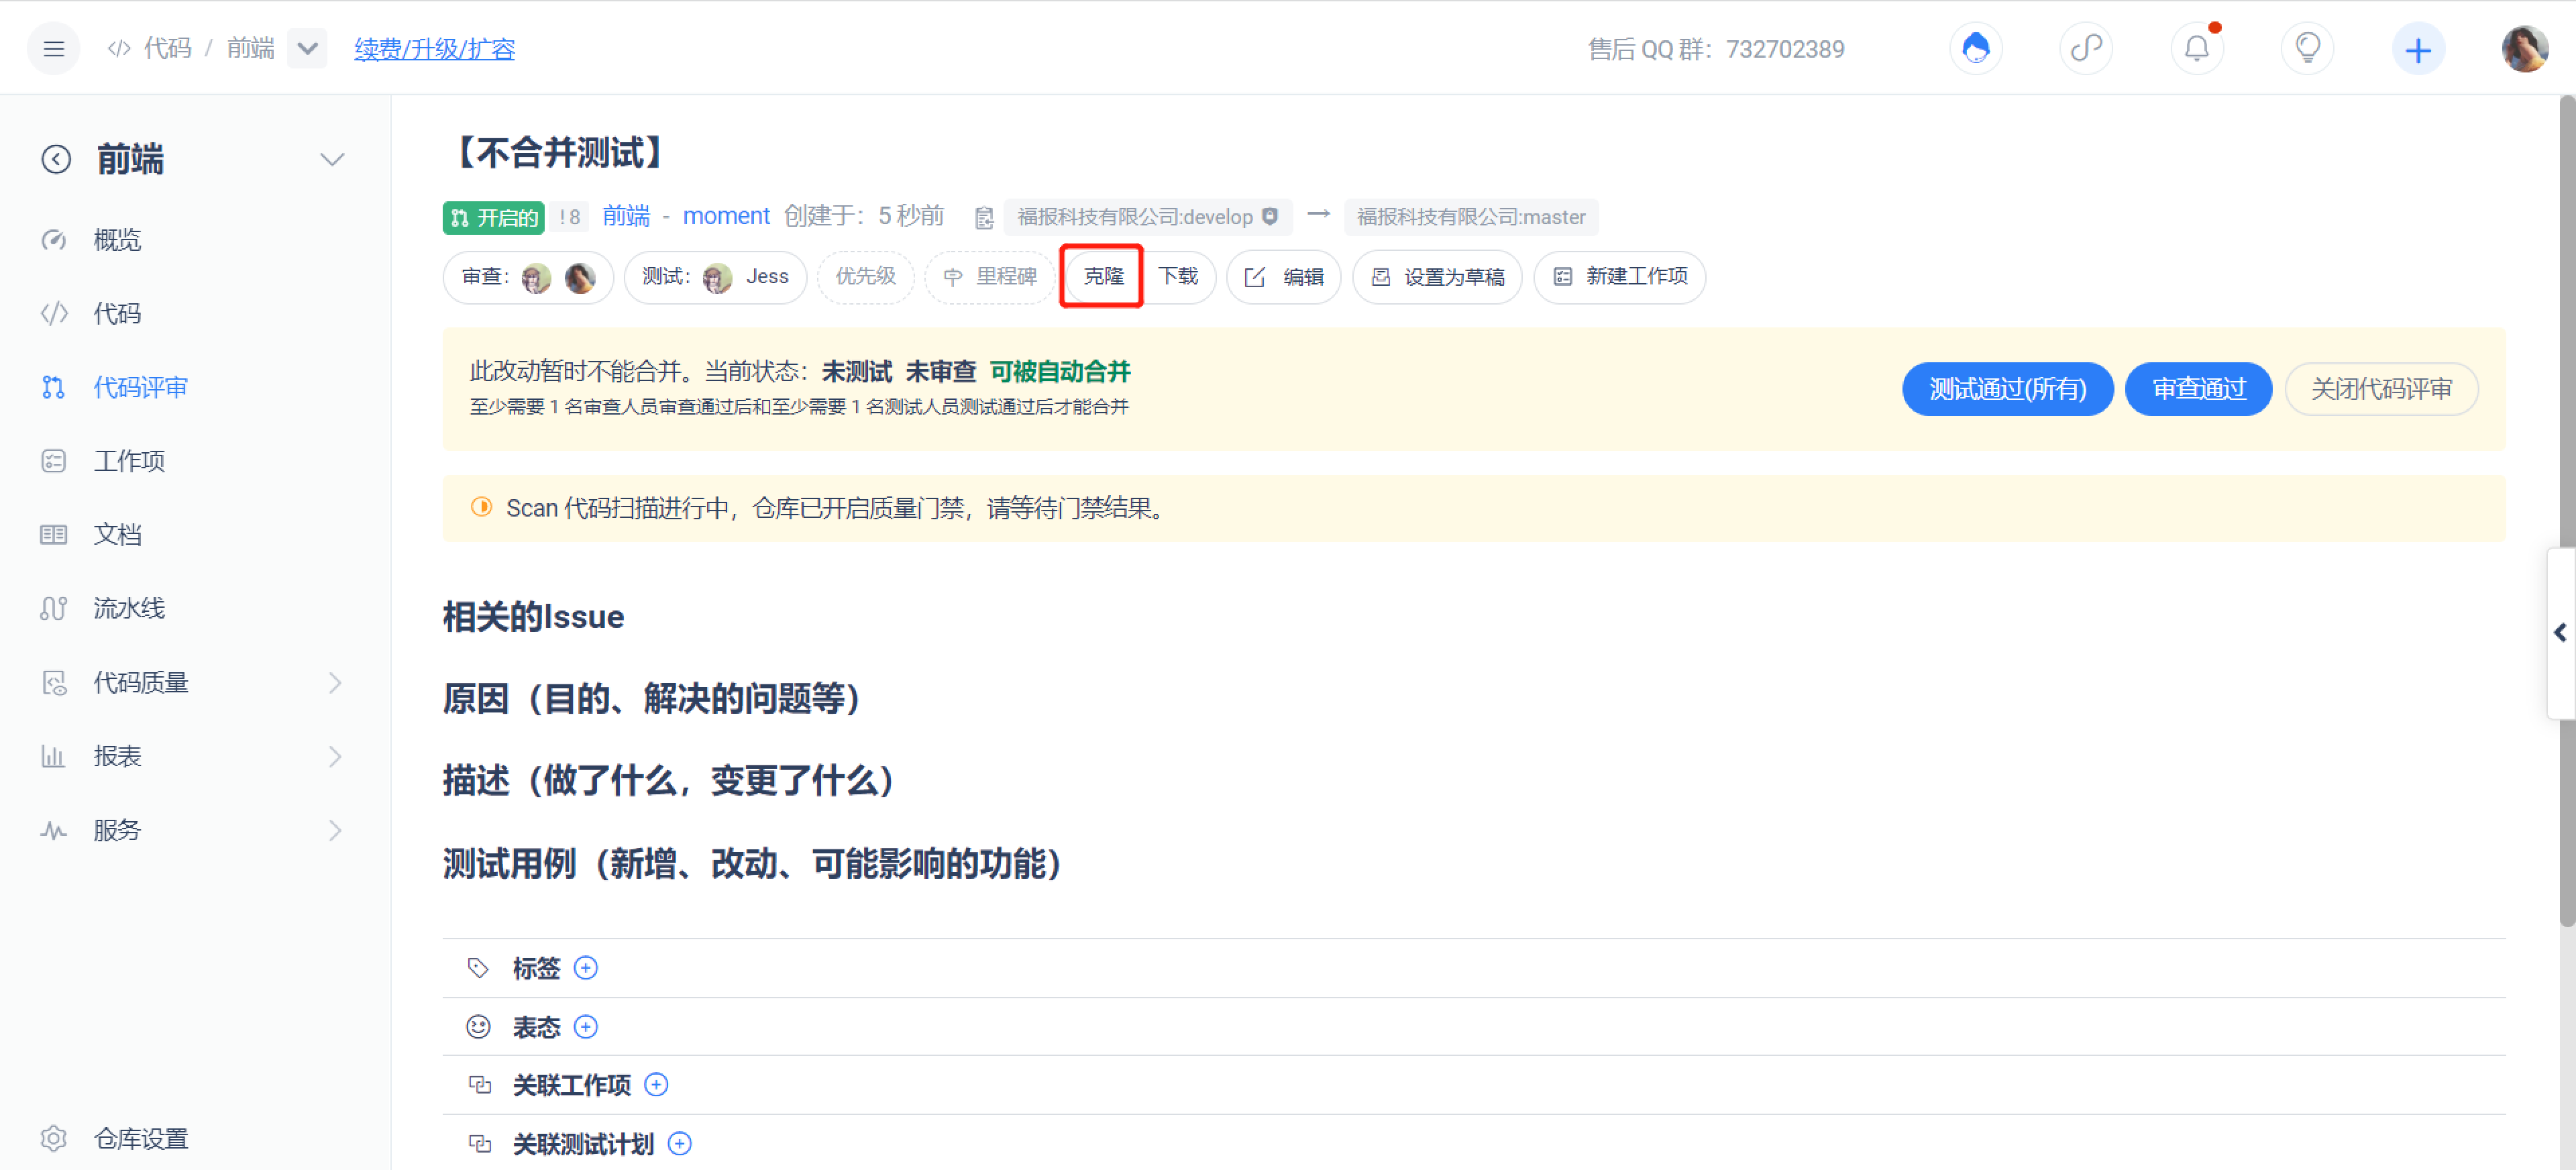 代码 / 前端 续费/升级/扩容 售后 QQ 群：732702389
前端
概览
代码
代码评审
工作项
文档
流水线
代码质量
报表
服务
仓库设置
【不合并测试】
开启的 !8 前端 - moment 创建于：5 秒前 福报科技有限公司:develop → 福报科技有限公司:master
审查： 测试： Jess 优先级 里程碑 克隆 下载 编辑 设置为草稿 新建工作项
此改动暂时不能合并。当前状态：未测试 未审查 可被自动合并
至少需要 1 名审查人员审查通过后和至少需要 1 名测试人员测试通过后才能合并
测试通过(所有) 审查通过 关闭代码评审
Scan 代码扫描进行中，仓库已开启质量门禁，请等待门禁结果。
相关的Issue
原因（目的、解决的问题等）
描述（做了什么，变更了什么）
测试用例（新增、改动、可能影响的功能）
标签
表态
关联工作项
关联测试计划